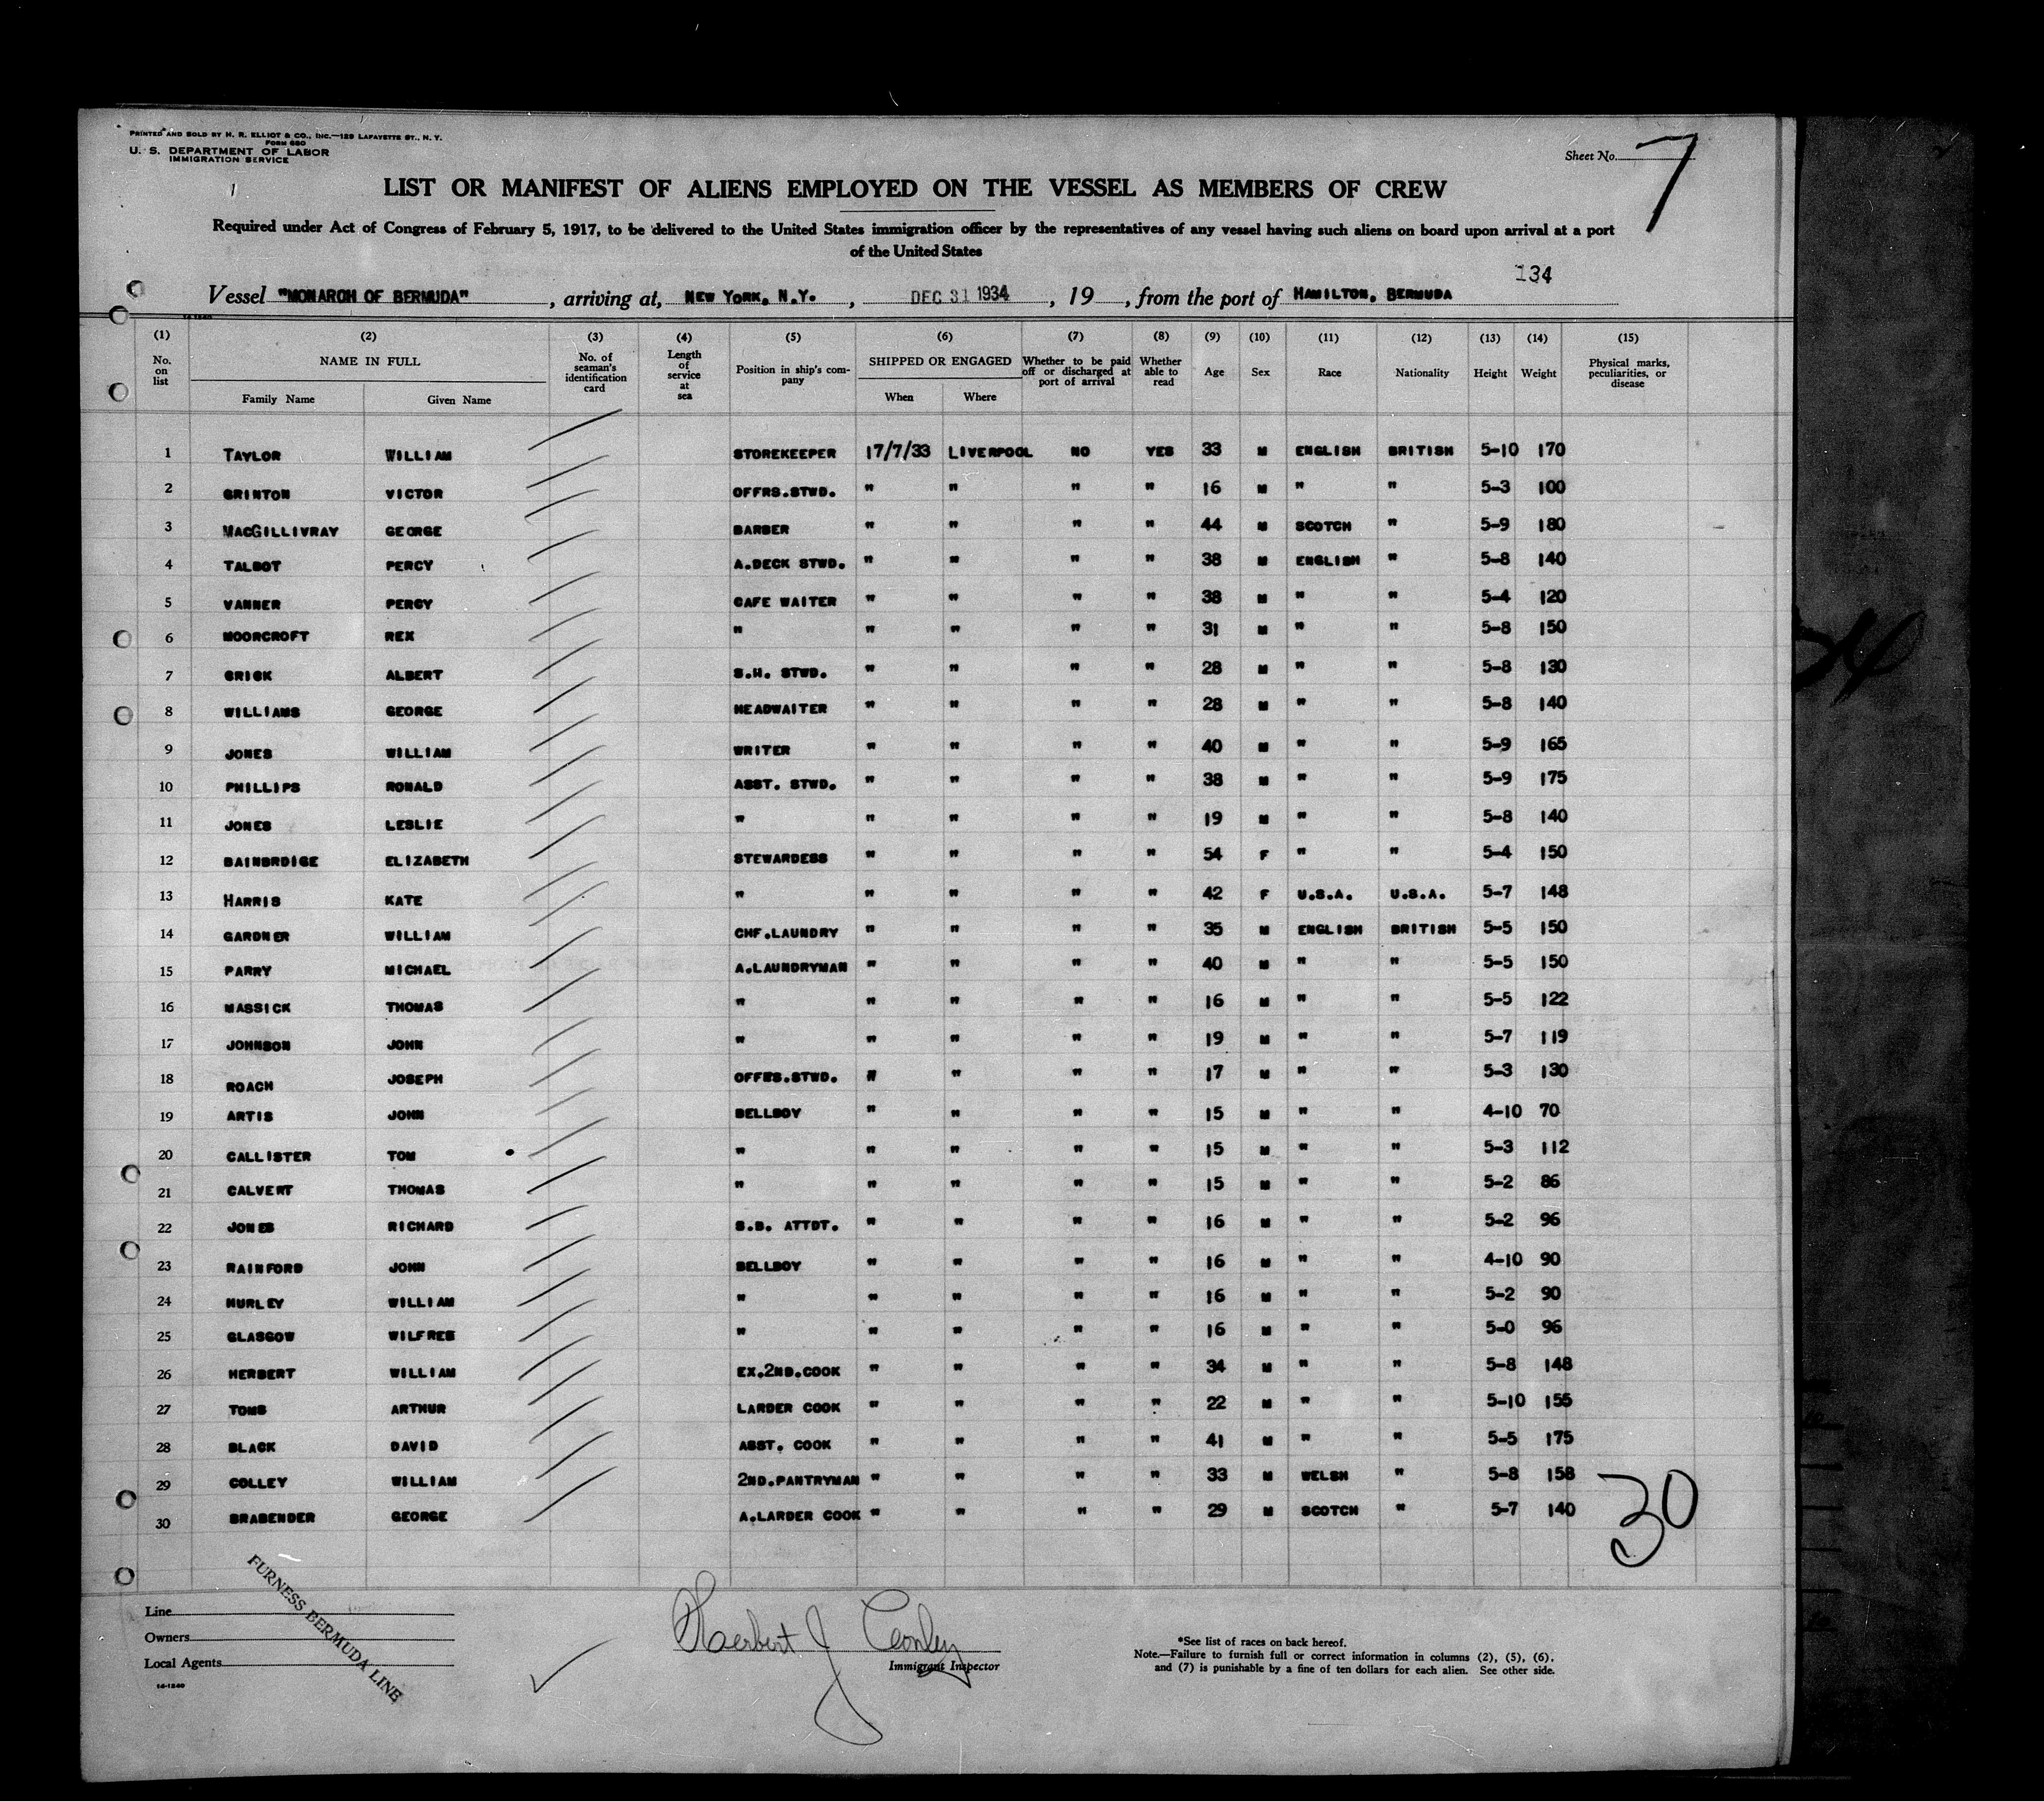 PRINTED AND SOLD BY H. R. ELLIOT & CO., INC.—129 LAFAYETTE ST., N. Y.
FORM 680
U. S. DEPARTMENT OF LABOR
IMMIGRATION SERVICE
Sheet No. 7
LIST OR MANIFEST OF ALIENS EMPLOYED ON THE VESSEL AS MEMBERS OF CREW
Required under Act of Congress of February 5, 1917, to be delivered to the United States immigration officer by the representatives of any vessel having such aliens on board upon arrival at a port
of the United States
134
Vessel "MONARCH OF BERMUDA", arriving at, NEW YORK, N.Y., DEC 31 1934, 19 , from the port of HAMILTON, BERMUDA
14-1240
(1) (2) (3) (4) (5) (6) (7) (8) (9) (10) (11) (12) (13) (14) (15)
No. on list NAME IN FULL Family Name Given Name No. of seaman's identification card Length of service at sea Position in ship's company SHIPPED OR ENGAGED When Where Whether to be paid off or discharged at port of arrival Whether able to read Age Sex Race Nationality Height Weight Physical marks, peculiarities, or disease
1 TAYLOR WILLIAM STOREKEEPER 17/7/33 LIVERPOOL NO YES 33 M ENGLISH BRITISH 5-10 170
2 GRINTON VICTOR OFFRS.STWD. " " " " 16 M " " 5-3 100
3 MACGILLIVRAY GEORGE BARBER " " " " 44 M SCOTCH " 5-9 180
4 TALBOT PERCY A.DECK STWD. " " " " 38 M ENGLISH " 5-8 140
5 VANNER PERCY CAFE WAITER " " " " 38 M " " 5-4 120
6 MOORCROFT REX " " " " " 31 M " " 5-8 150
7 CRICK ALBERT S.H. STWD. " " " " 28 M " " 5-8 130
8 WILLIAMS GEORGE HEADWAITER " " " " 28 M " " 5-8 140
9 JONES WILLIAM WRITER " " " " 40 M " " 5-9 165
10 PHILLIPS RONALD ASST. STWD. " " " " 38 M " " 5-9 175
11 JONES LESLIE " " " " " 19 M " " 5-8 140
12 BAINBRDIGE ELIZABETH STEWARDESS " " " " 54 F " " 5-4 150
13 HARRIS KATE " " " " " 42 F U.S.A. U.S.A. 5-7 148
14 GARDNER WILLIAM CHF.LAUNDRY " " " " 35 M ENGLISH BRITISH 5-5 150
15 PARRY MICHAEL A.LAUNDRYMAN " " " " 40 M " " 5-5 150
16 MASSICK THOMAS " " " " " 16 M " " 5-5 122
17 JOHNSON JOHN " " " " " 19 M " " 5-7 119
18 ROACH JOSEPH OFFRS.STWD. " " " " 17 M " " 5-3 130
19 ARTIS JOHN BELLBOY " " " " 15 M " " 4-10 70
20 CALLISTER TOM " " " " " 15 M " " 5-3 112
21 CALVERT THOMAS " " " " " 15 M " " 5-2 86
22 JONES RICHARD S.B. ATTDT. " " " " 16 M " " 5-2 96
23 RAINFORD JOHN BELLBOY " " " " 16 M " " 4-10 90
24 HURLEY WILLIAM " " " " " 16 M " " 5-2 90
25 GLASGOW WILFRED " " " " " 16 M " " 5-0 96
26 HERBERT WILLIAM EX.2ND.COOK " " " " 34 M " " 5-8 148
27 TOMS ARTHUR LARDER COOK " " " " 22 M " " 5-10 155
28 BLACK DAVID ASST. COOK " " " " 41 M " " 5-5 175
29 COLLEY WILLIAM 2ND.PANTRYMAN " " " " 33 M WELSH " 5-8 158
30 BRABENDER GEORGE A.LARDER COOK " " " " 29 M SCOTCH " 5-7 140
30
Line
Owners
Local Agents
FURNESS BERMUDA LINE
14-1240
Herbert J
Immigrant Inspector
*See list of races on back hereof.
Note.—Failure to furnish full or correct information in columns (2), (5), (6).
and (7) is punishable by a fine of ten dollars for each alien. See other side.